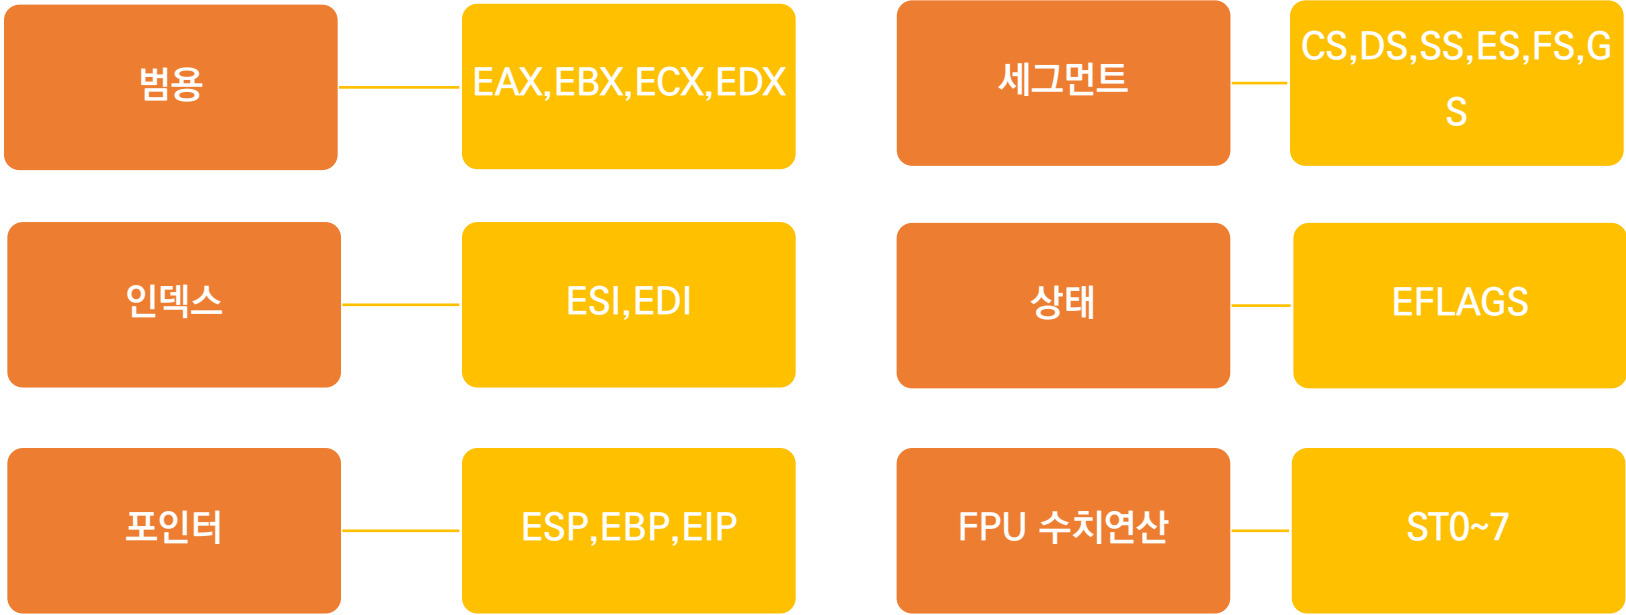 범용
EAX,EBX,ECX,EDX
세그먼트
CS,DS,SS,ES,FS,G
S
인덱스
ESI,EDI
상태
EFLAGS
포인터
ESP,EBP,EIP
FPU 수치연산
ST0~7